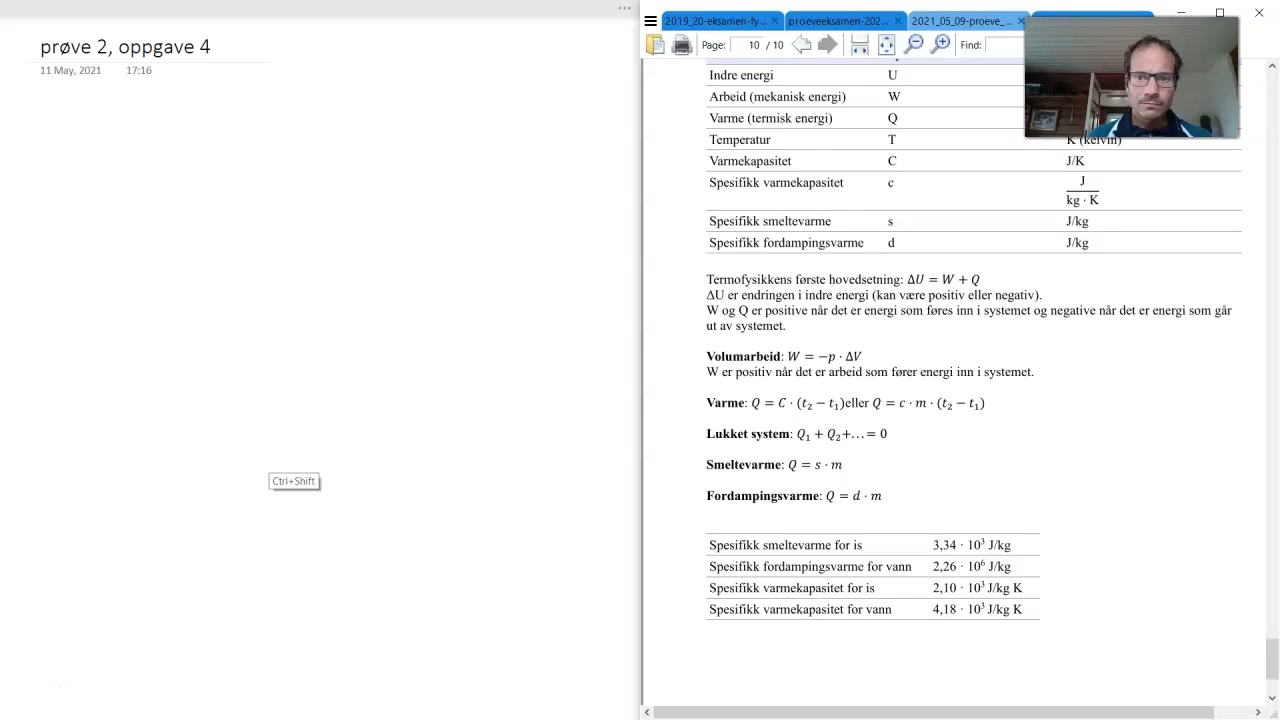 prøve 2, oppgave 4
11 May, 2021 17:16
Ctrl+Shift
2019_20-eksamen-fy... proeveeksamen-202... 2021_05_09-proeve_...
Page: 10 / 10 Find:
Indre energi U
Arbeid (mekanisk energi) W
Varme (termisk energi) Q
Temperatur T K (kelvin)
Varmekapasitet C J/K
Spesifikk varmekapasitet c J / kg · K
Spesifikk smeltevarme s J/kg
Spesifikk fordampingsvarme d J/kg
Termofysikkens første hovedsetning: ΔU = W + Q
ΔU er endringen i indre energi (kan være positiv eller negativ).
W og Q er positive når det er energi som føres inn i systemet og negative når det er energi som går
ut av systemet.
Volumarbeid: W = −p · ΔV
W er positiv når det er arbeid som fører energi inn i systemet.
Varme: Q = C · (t₂ − t₁)eller Q = c · m · (t₂ − t₁)
Lukket system: Q₁ + Q₂+…= 0
Smeltevarme: Q = s · m
Fordampingsvarme: Q = d · m
Spesifikk smeltevarme for is 3,34 · 10³ J/kg
Spesifikk fordampingsvarme for vann 2,26 · 10⁶ J/kg
Spesifikk varmekapasitet for is 2,10 · 10³ J/kg K
Spesifikk varmekapasitet for vann 4,18 · 10³ J/kg K